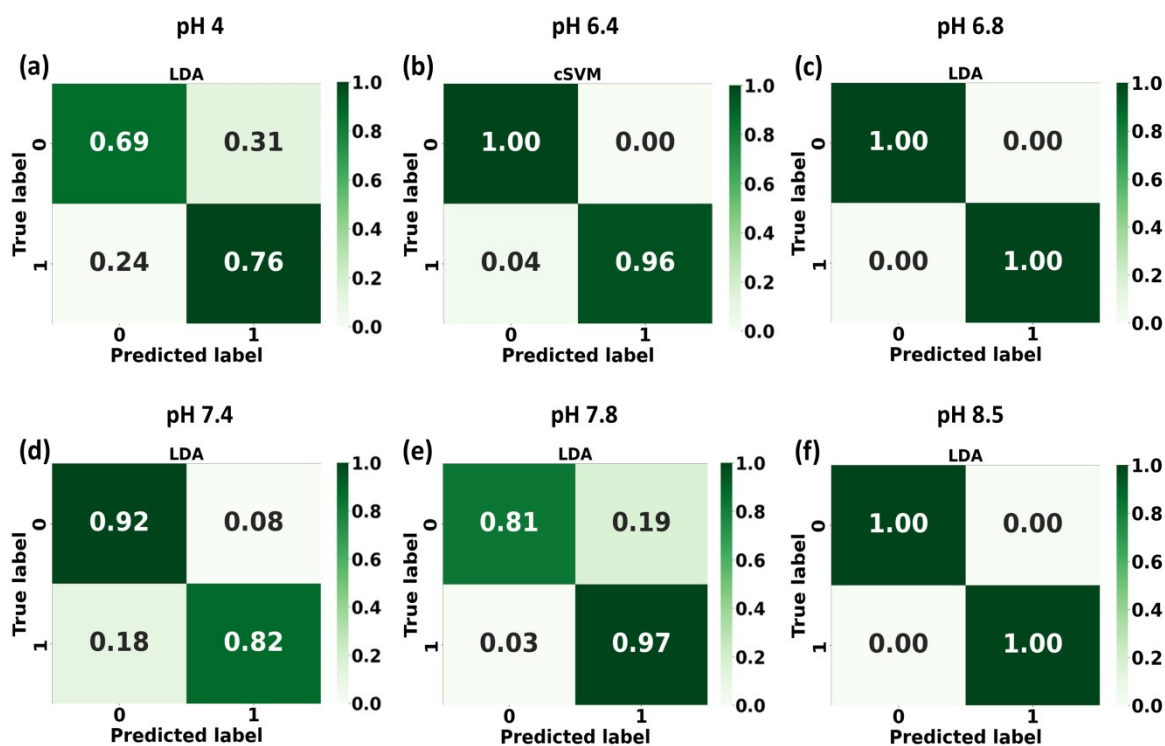 pH 4
pH 6.4
pH 6.8
(a)
LDA
True label
0
1
0.69
0.31
0.24
0.76
0
1
Predicted label
1.0
0.8
0.6
0.4
0.2
0.0
(b)
cSVM
True label
0
1
1.00
0.00
0.04
0.96
0
1
Predicted label
1.0
0.8
0.6
0.4
0.2
0.0
(c)
LDA
True label
0
1
1.00
0.00
0.00
1.00
0
1
Predicted label
1.0
0.8
0.6
0.4
0.2
0.0
pH 7.4
pH 7.8
pH 8.5
(d)
LDA
True label
0
1
0.92
0.08
0.18
0.82
0
1
Predicted label
1.0
0.8
0.6
0.4
0.2
0.0
(e)
LDA
True label
0
1
0.81
0.19
0.03
0.97
0
1
Predicted label
1.0
0.8
0.6
0.4
0.2
0.0
(f)
LDA
True label
0
1
1.00
0.00
0.00
1.00
0
1
Predicted label
1.0
0.8
0.6
0.4
0.2
0.0